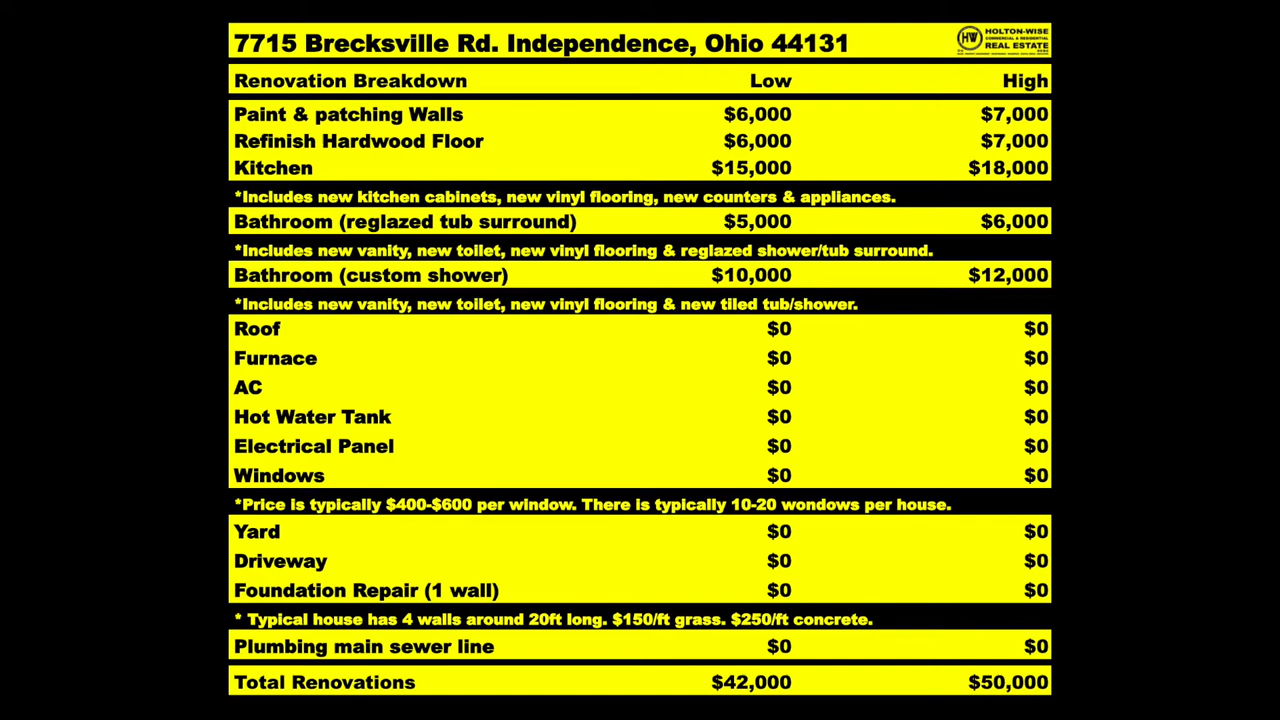 7715 Brecksville Rd. Independence, Ohio 44131
HW HOLTON-WISE
COMMERCIAL & RESIDENTIAL
REAL ESTATE
Renovation Breakdown Low High
Paint & patching Walls $6,000 $7,000
Refinish Hardwood Floor $6,000 $7,000
Kitchen $15,000 $18,000
*Includes new kitchen cabinets, new vinyl flooring, new counters & appliances.
Bathroom (reglazed tub surround) $5,000 $6,000
*Includes new vanity, new toilet, new vinyl flooring & reglazed shower/tub surround.
Bathroom (custom shower) $10,000 $12,000
*Includes new vanity, new toilet, new vinyl flooring & new tiled tub/shower.
Roof $0 $0
Furnace $0 $0
AC $0 $0
Hot Water Tank $0 $0
Electrical Panel $0 $0
Windows $0 $0
*Price is typically $400-$600 per window. There is typically 10-20 wondows per house.
Yard $0 $0
Driveway $0 $0
Foundation Repair (1 wall) $0 $0
* Typical house has 4 walls around 20ft long. $150/ft grass. $250/ft concrete.
Plumbing main sewer line $0 $0
Total Renovations $42,000 $50,000